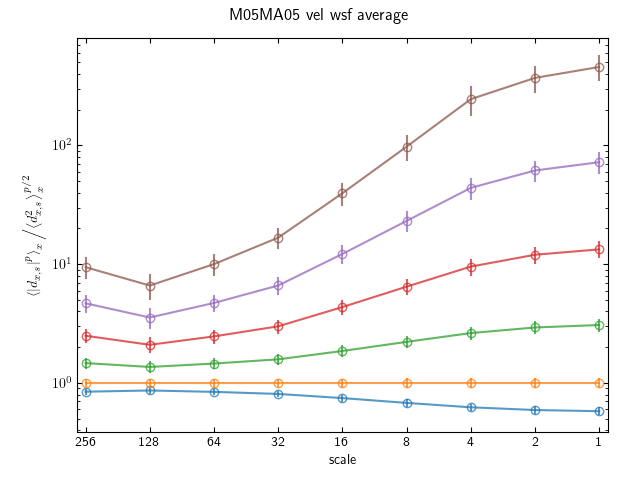 M05MA05 vel wsf average
⟨|d_{x,s}|^p⟩_x / ⟨d²_{x,s}⟩_x^{p/2}
10²
10¹
10⁰
256 128 64 32 16 8 4 2 1
scale